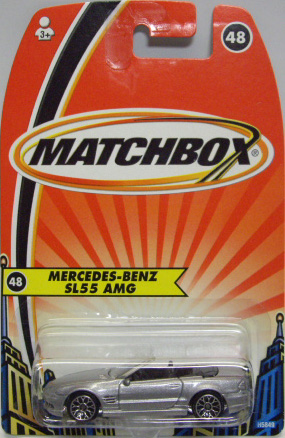 3+
48
MATCHBOX®
48
MERCEDES-BENZ
SL55 AMG